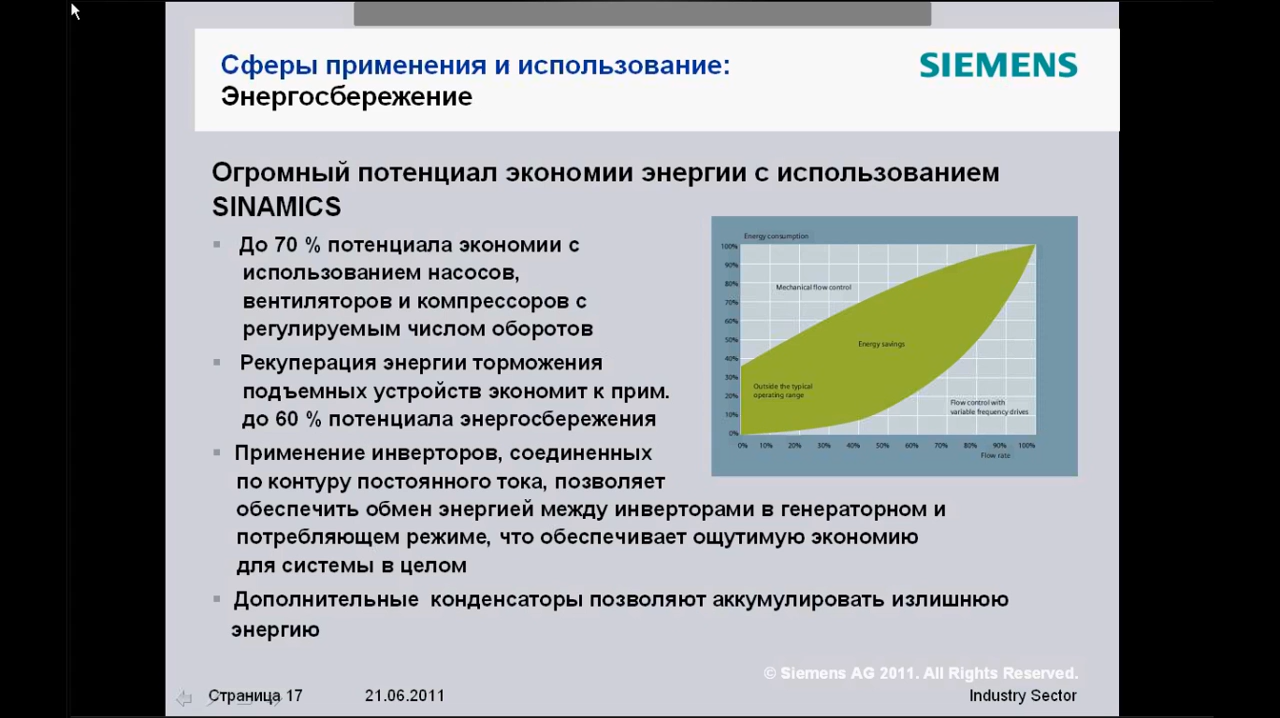 Сферы применения и использование:
SIEMENS
Энергосбережение
Огромный потенциал экономии энергии с использованием
SINAMICS
До 70 % потенциала экономии с
использованием насосов,
вентиляторов и компрессоров с
регулируемым числом оборотов
Рекуперация энергии торможения
подъемных устройств экономит к прим.
до 60 % потенциала энергосбережения
Применение инверторов, соединенных
по контуру постоянного тока, позволяет
обеспечить обмен энергией между инверторами в генераторном и
потребляющем режиме, что обеспечивает ощутимую экономию
для системы в целом
Дополнительные конденсаторы позволяют аккумулировать излишнюю
энергию
Energy consumption
100%
90%
80%
70%
60%
50%
40%
30%
20%
10%
0%
Mechanical flow control
Energy savings
Outside the typical
operating range
Flow control with
variable frequency drives
0% 10% 20% 30% 40% 50% 60% 70% 80% 90% 100%
Flow rate
© Siemens AG 2011. All Rights Reserved.
Страница 17 21.06.2011 Industry Sector